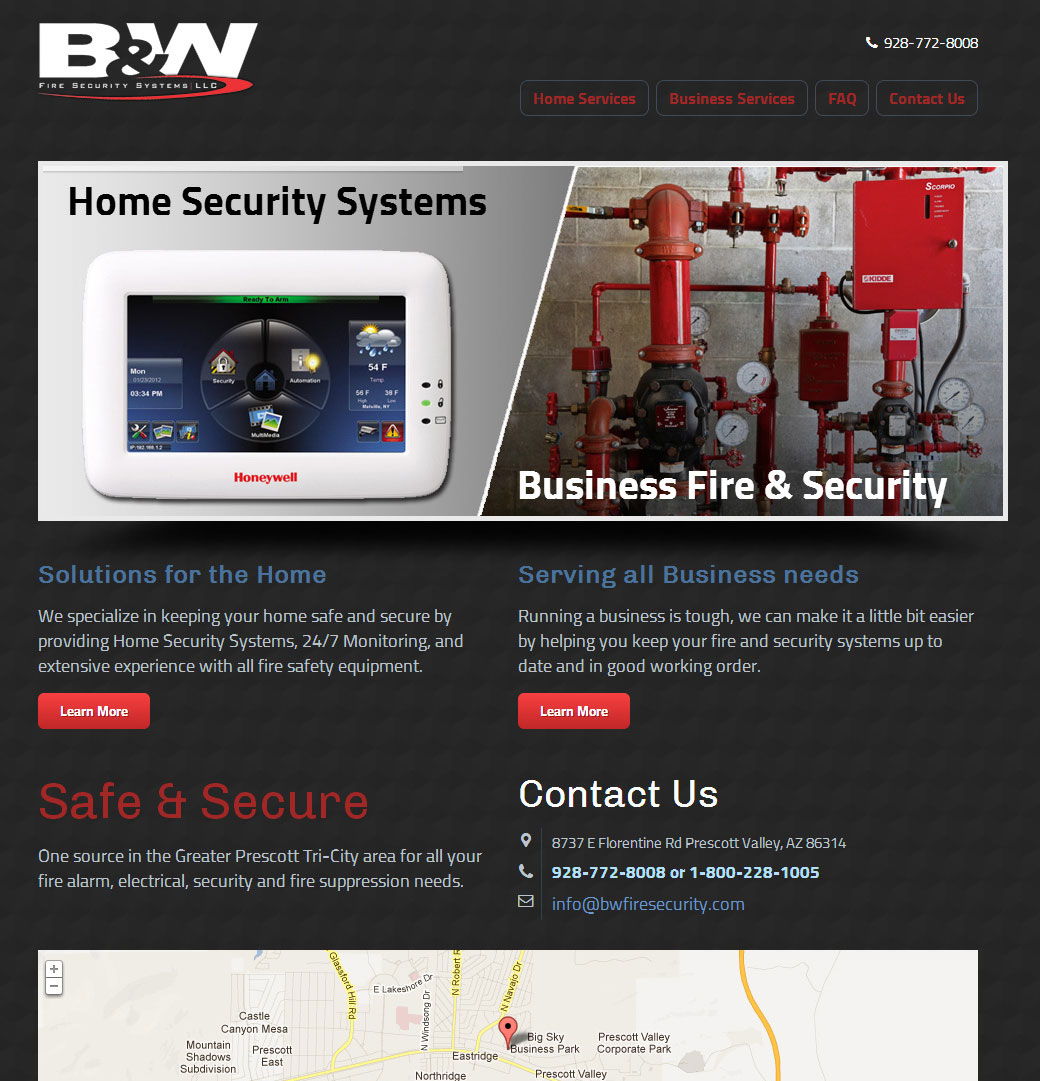 B&W
FIRE SECURITY SYSTEMS|LLC
928-772-8008
Home Services
Business Services
FAQ
Contact Us
Home Security Systems
Ready To Arm
Mon
01/23/2012
03:34 PM
Security
Automation
MultiMedia
54 F
Temp
56 F 38 F
High Low
Melville, NY
Honeywell
SCORPIO
KIDDE
Business Fire & Security
Solutions for the Home
We specialize in keeping your home safe and secure by
providing Home Security Systems, 24/7 Monitoring, and
extensive experience with all fire safety equipment.
Learn More
Serving all Business needs
Running a business is tough, we can make it a little bit easier
by helping you keep your fire and security systems up to
date and in good working order.
Learn More
Safe & Secure
One source in the Greater Prescott Tri-City area for all your
fire alarm, electrical, security and fire suppression needs.
Contact Us
8737 E Florentine Rd Prescott Valley, AZ 86314
928-772-8008 or 1-800-228-1005
info@bwfiresecurity.com
Glassford Hill Rd
E Lakeshore Dr
N Robert R
N Windsong Dr
N Navajo Dr
Castle
Canyon Mesa
Mountain
Shadows
Subdivision
Prescott
East
Eastridge
Northridge
Big Sky
Business Park
Prescott Valley
Corporate Park
Prescott Valley